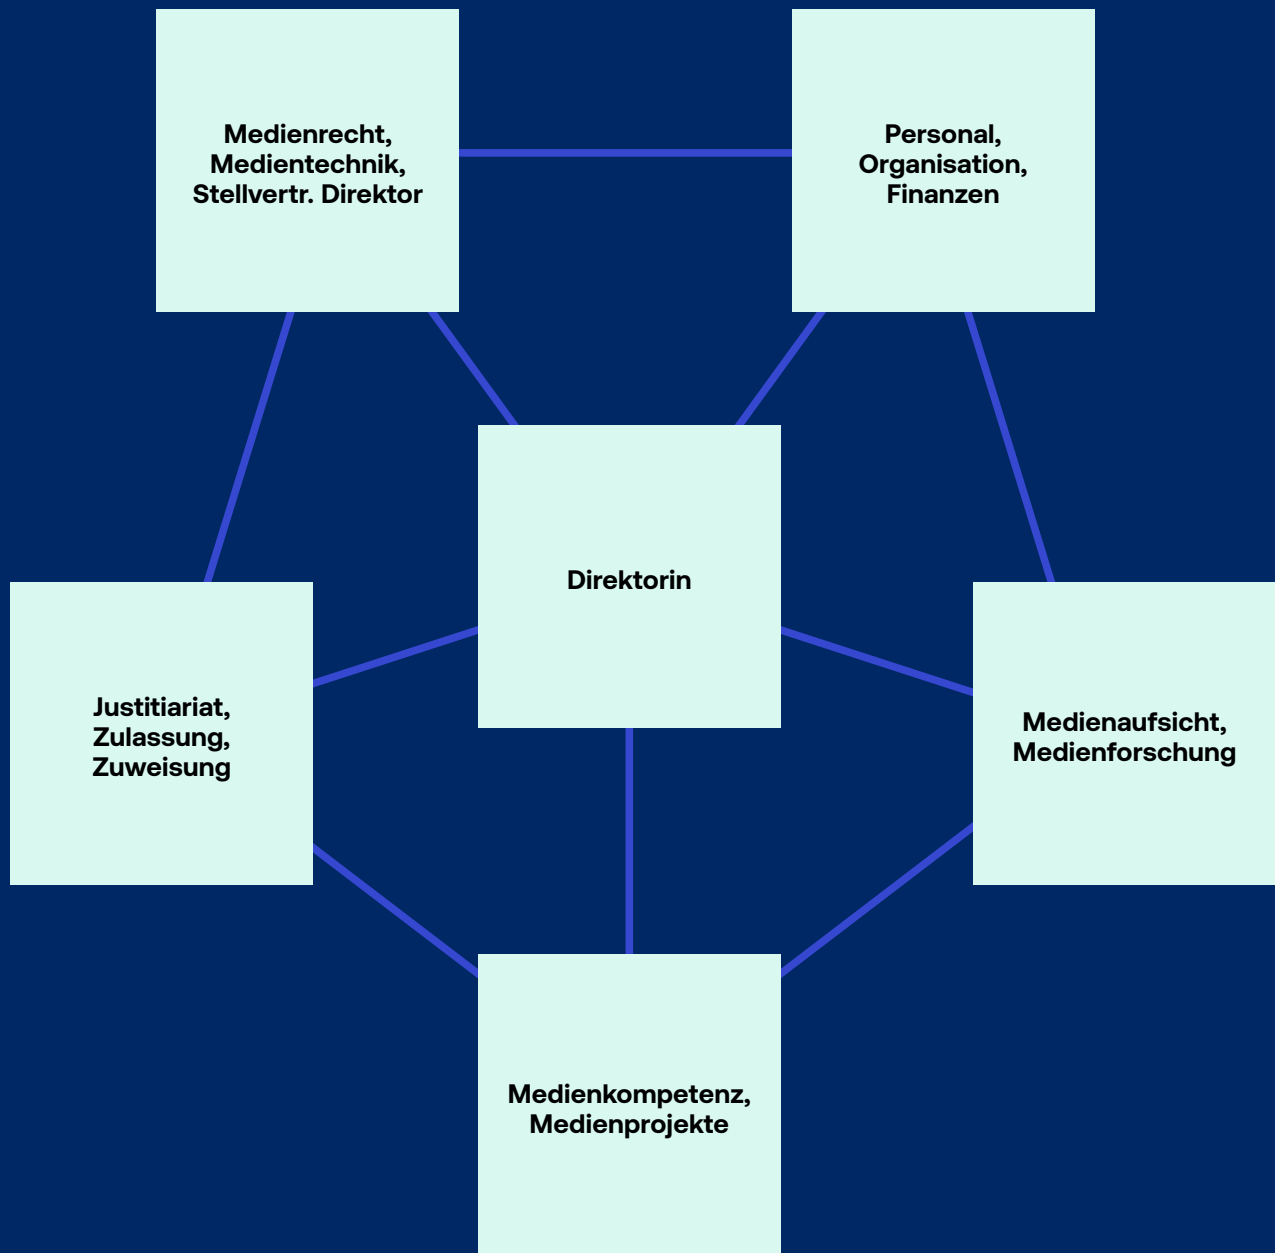 Medienrecht,
Medientechnik,
Stellvertr. Direktor
Personal,
Organisation,
Finanzen
Direktorin
Justitiariat,
Zulassung,
Zuweisung
Medienaufsicht,
Medienforschung
Medienkompetenz,
Medienprojekte